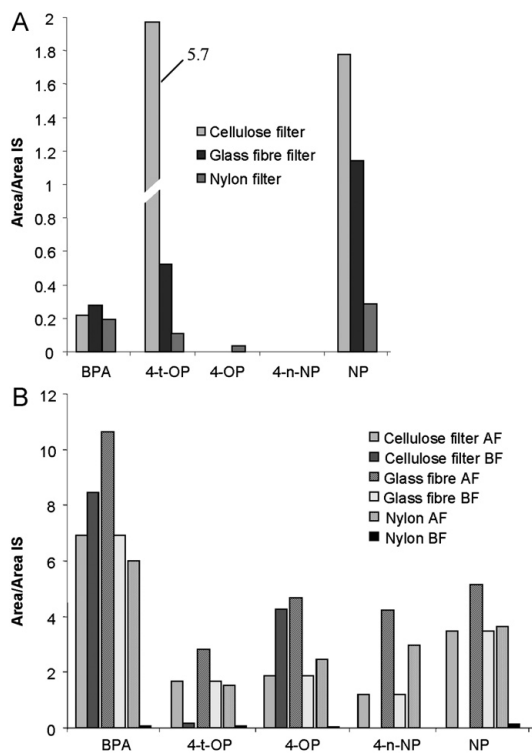 A
2
1.8
1.6
1.4
1.2
1
0.8
0.6
0.4
0.2
0
Area/Area IS
5.7
Cellulose filter
Glass fibre filter
Nylon filter
BPA 4-t-OP 4-OP 4-n-NP NP
B
12
10
8
6
4
2
0
Area/Area IS
Cellulose filter AF
Cellulose filter BF
Glass fibre AF
Glass fibre BF
Nylon AF
Nylon BF
BPA 4-t-OP 4-OP 4-n-NP NP